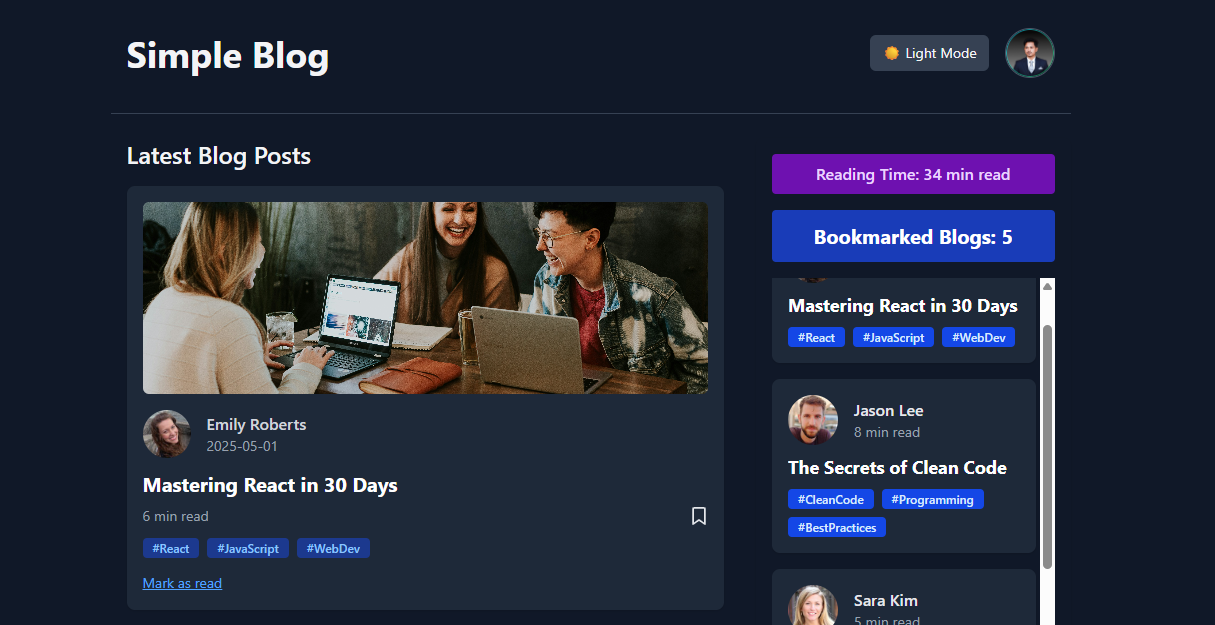 Simple Blog
Light Mode
Latest Blog Posts
Emily Roberts
2025-05-01
Mastering React in 30 Days
6 min read
#React #JavaScript #WebDev
Mark as read
Reading Time: 34 min read
Bookmarked Blogs: 5
Mastering React in 30 Days
#React #JavaScript #WebDev
Jason Lee
8 min read
The Secrets of Clean Code
#CleanCode #Programming
#BestPractices
Sara Kim
5 min read